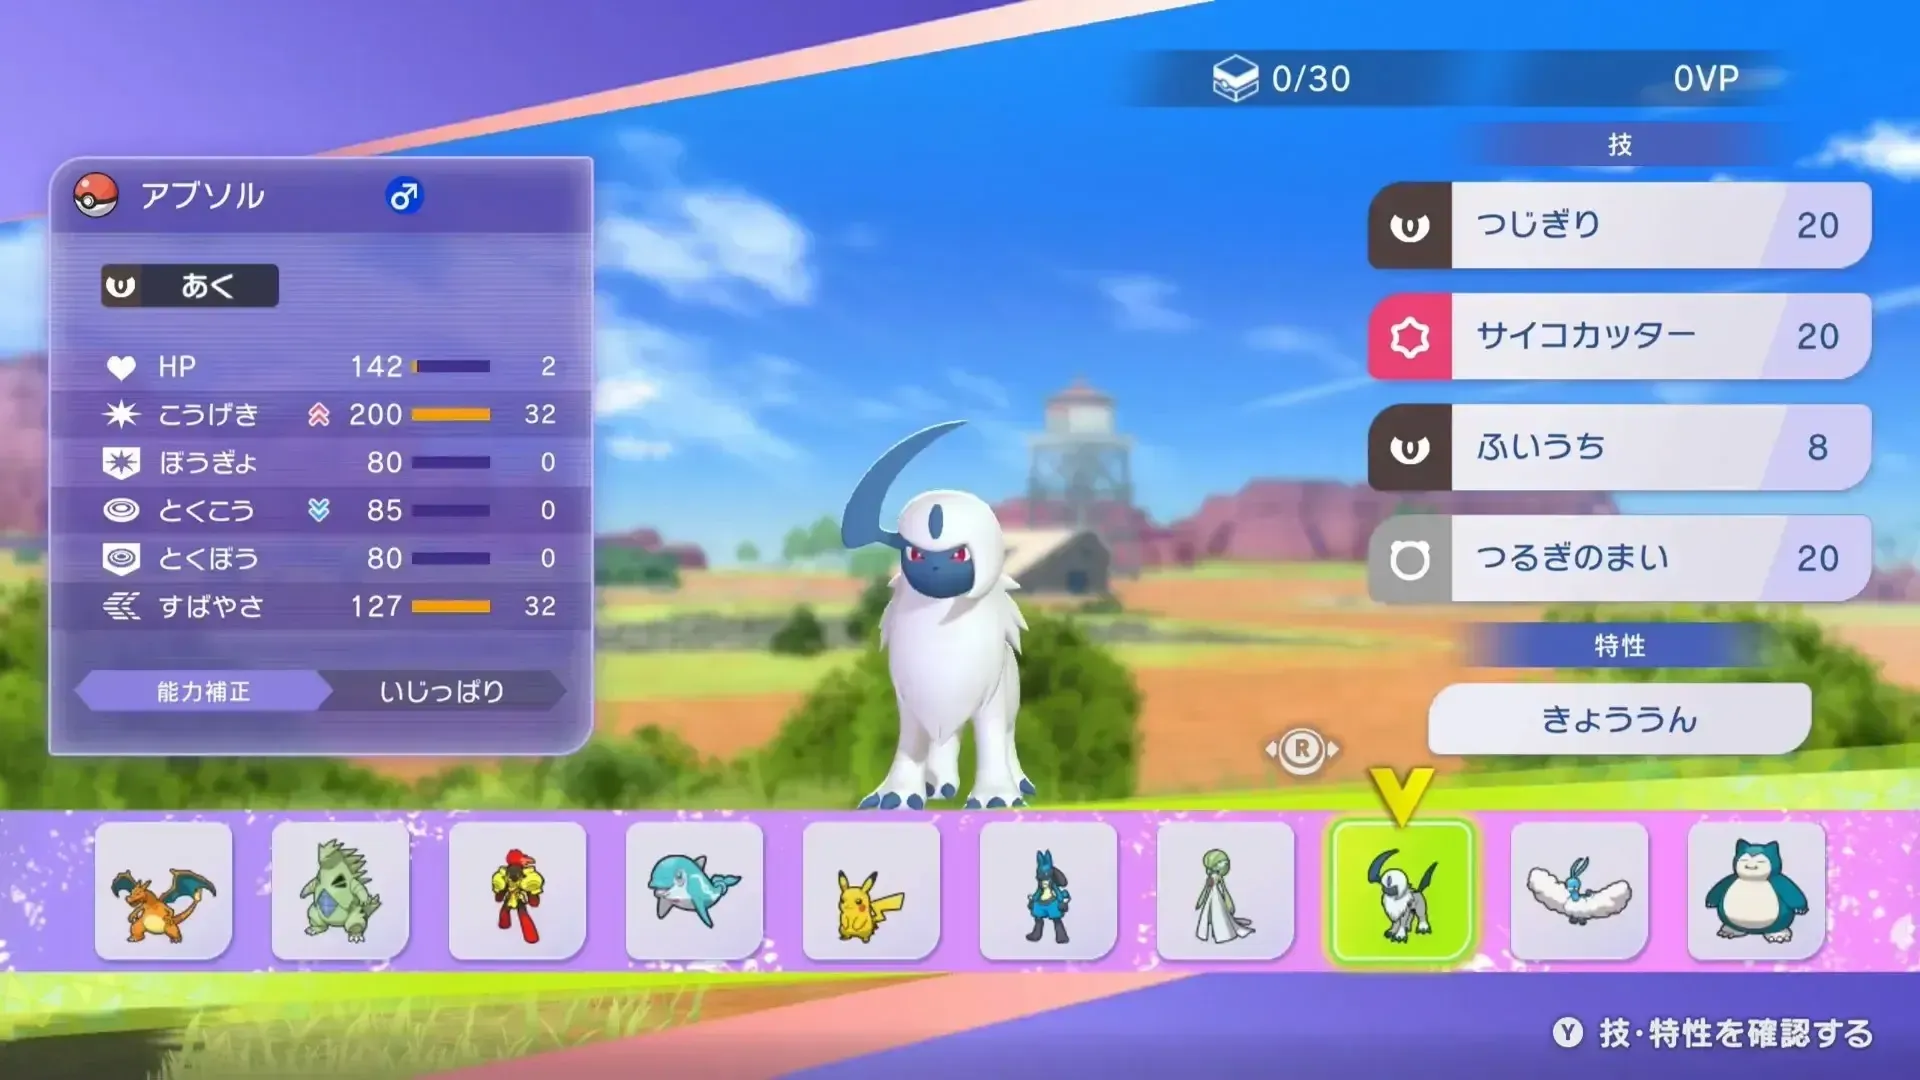 0/30
0VP
アブソル ♂
あく
HP 142 2
こうげき 200 32
ぼうぎょ 80 0
とくこう 85 0
とくぼう 80 0
すばやさ 127 32
能力補正 いじっぱり
技
つじぎり 20
サイコカッター 20
ふいうち 8
つるぎのまい 20
特性
きょううん
R
Y 技・特性を確認する